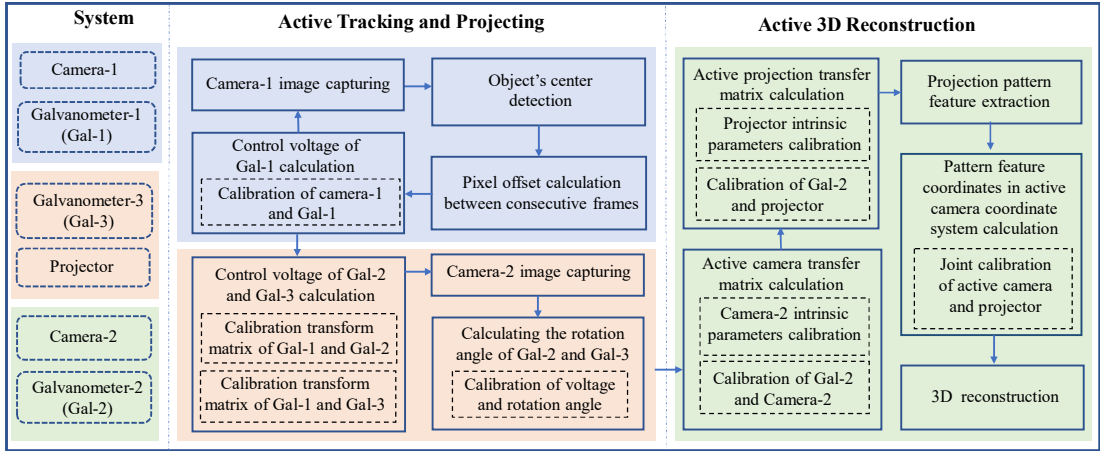 System
Camera-1
Galvanometer-1
(Gal-1)
Galvanometer-3
(Gal-3)
Projector
Camera-2
Galvanometer-2
(Gal-2)
Active Tracking and Projecting
Camera-1 image capturing
Object's center
detection
Control voltage of
Gal-1 calculation
Calibration of camera-1
and Gal-1
Pixel offset calculation
between consecutive frames
Control voltage of Gal-2
and Gal-3 calculation
Calibration transform
matrix of Gal-1 and Gal-2
Calibration transform
matrix of Gal-1 and Gal-3
Camera-2 image capturing
Calculating the rotation
angle of Gal-2 and Gal-3
Calibration of voltage
and rotation angle
Active 3D Reconstruction
Active projection transfer
matrix calculation
Projector intrinsic
parameters calibration
Calibration of Gal-2
and projector
Active camera transfer
matrix calculation
Camera-2 intrinsic
parameters calibration
Calibration of Gal-2
and Camera-2
Projection pattern
feature extraction
Pattern feature
coordinates in active
camera coordinate
system calculation
Joint calibration
of active camera
and projector
3D reconstruction